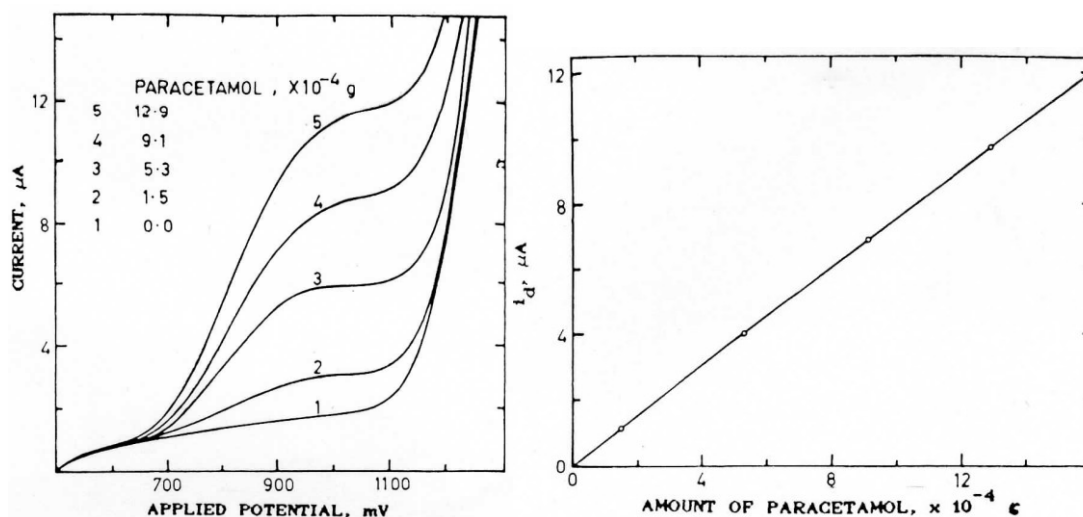 PARACETAMOL , X10⁻⁴ g
5 12·9
4 9·1
3 5·3
2 1·5
1 0·0
12
8
4
CURRENT, μA
5
4
3
2
1
700 900 1100
APPLIED POTENTIAL, mV
12
8
4
0
i_d, μA
0 4 8 12
AMOUNT OF PARACETAMOL, x 10⁻⁴